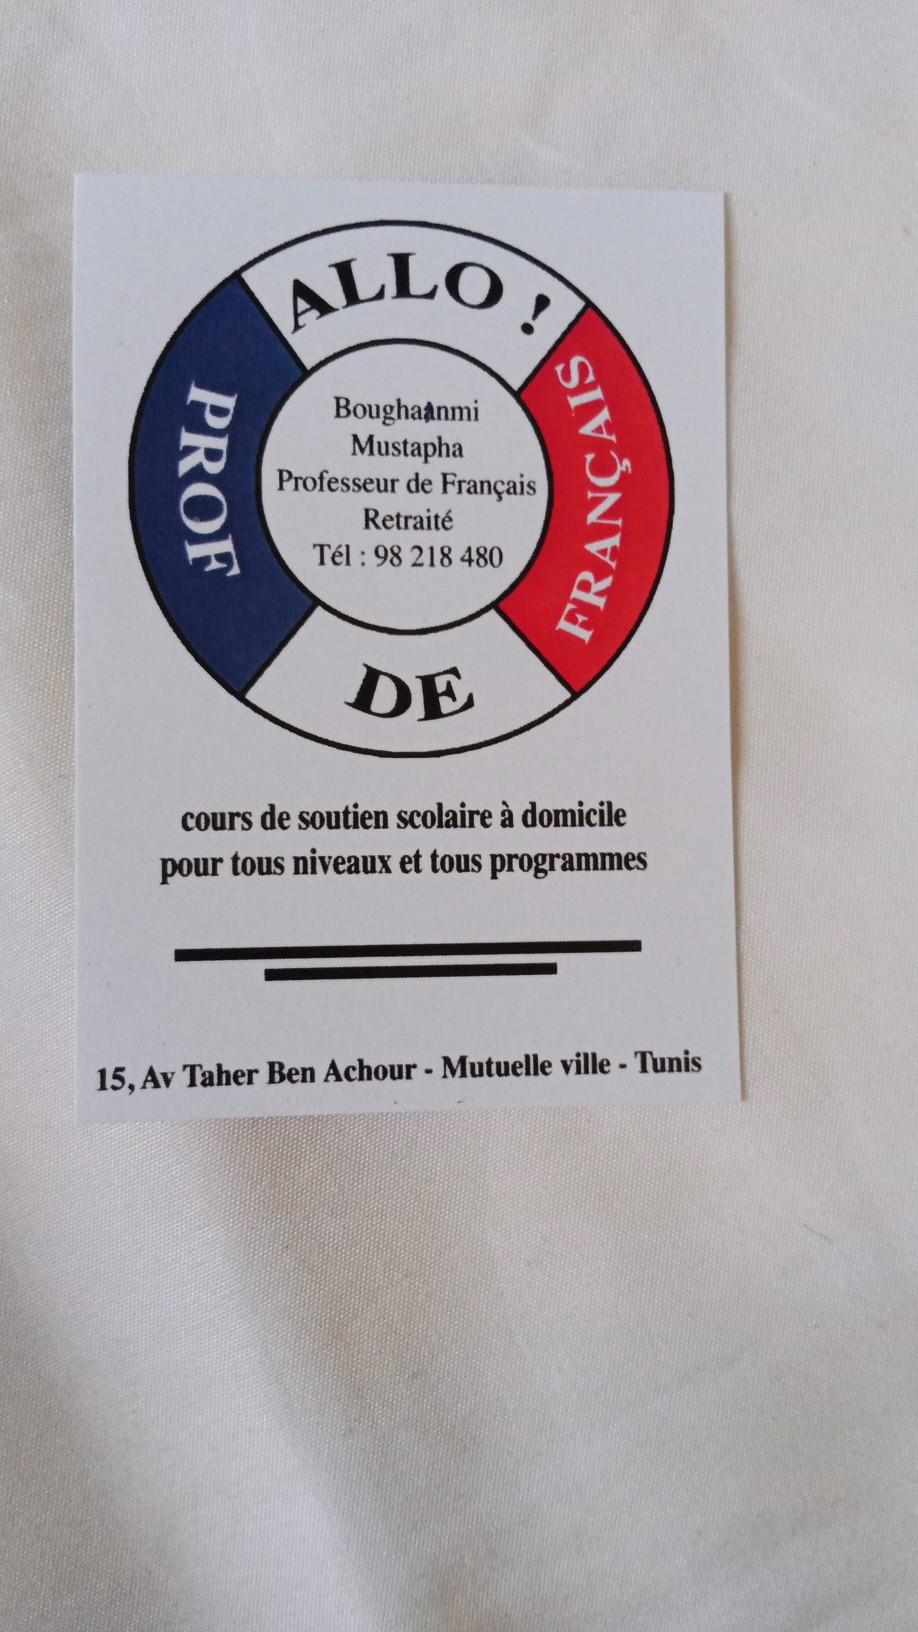 ALLO !
PROF
DE
FRANÇAIS
Boughaanmi
Mustapha
Professeur de Français
Retraité
Tél : 98 218 480
cours de soutien scolaire à domicile
pour tous niveaux et tous programmes
15, Av Taher Ben Achour - Mutuelle ville - Tunis